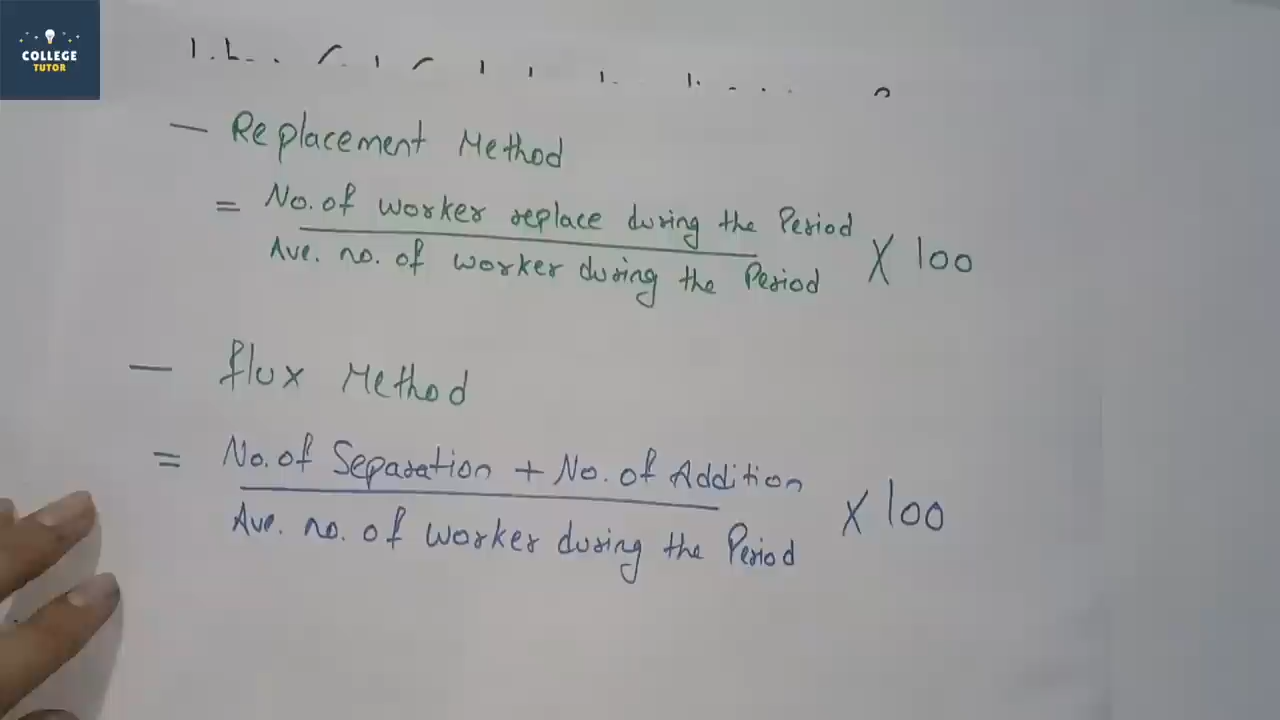 COLLEGE
TUTOR
— Replacement Method
= No. of worker replace during the Period
Ave. no. of worker during the Period
X 100
— flux Method
= No. of Separation + No. of Addition
Ave. no. of worker during the Period
X 100